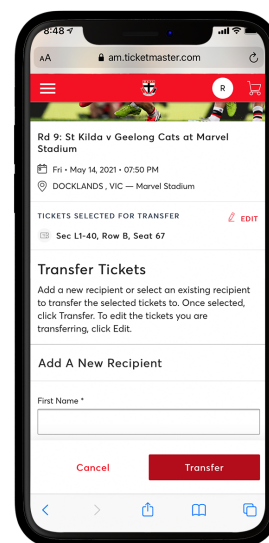 8:48
AA am.ticketmaster.com
R
Rd 9: St Kilda v Geelong Cats at Marvel
Stadium
Fri • May 14, 2021 • 07:50 PM
DOCKLANDS , VIC — Marvel Stadium
TICKETS SELECTED FOR TRANSFER EDIT
Sec L1-40, Row B, Seat 67
Transfer Tickets
Add a new recipient or select an existing recipient
to transfer the selected tickets to. Once selected,
click Transfer. To edit the tickets you are
transferring, click Edit.
Add A New Recipient
First Name *
Cancel Transfer